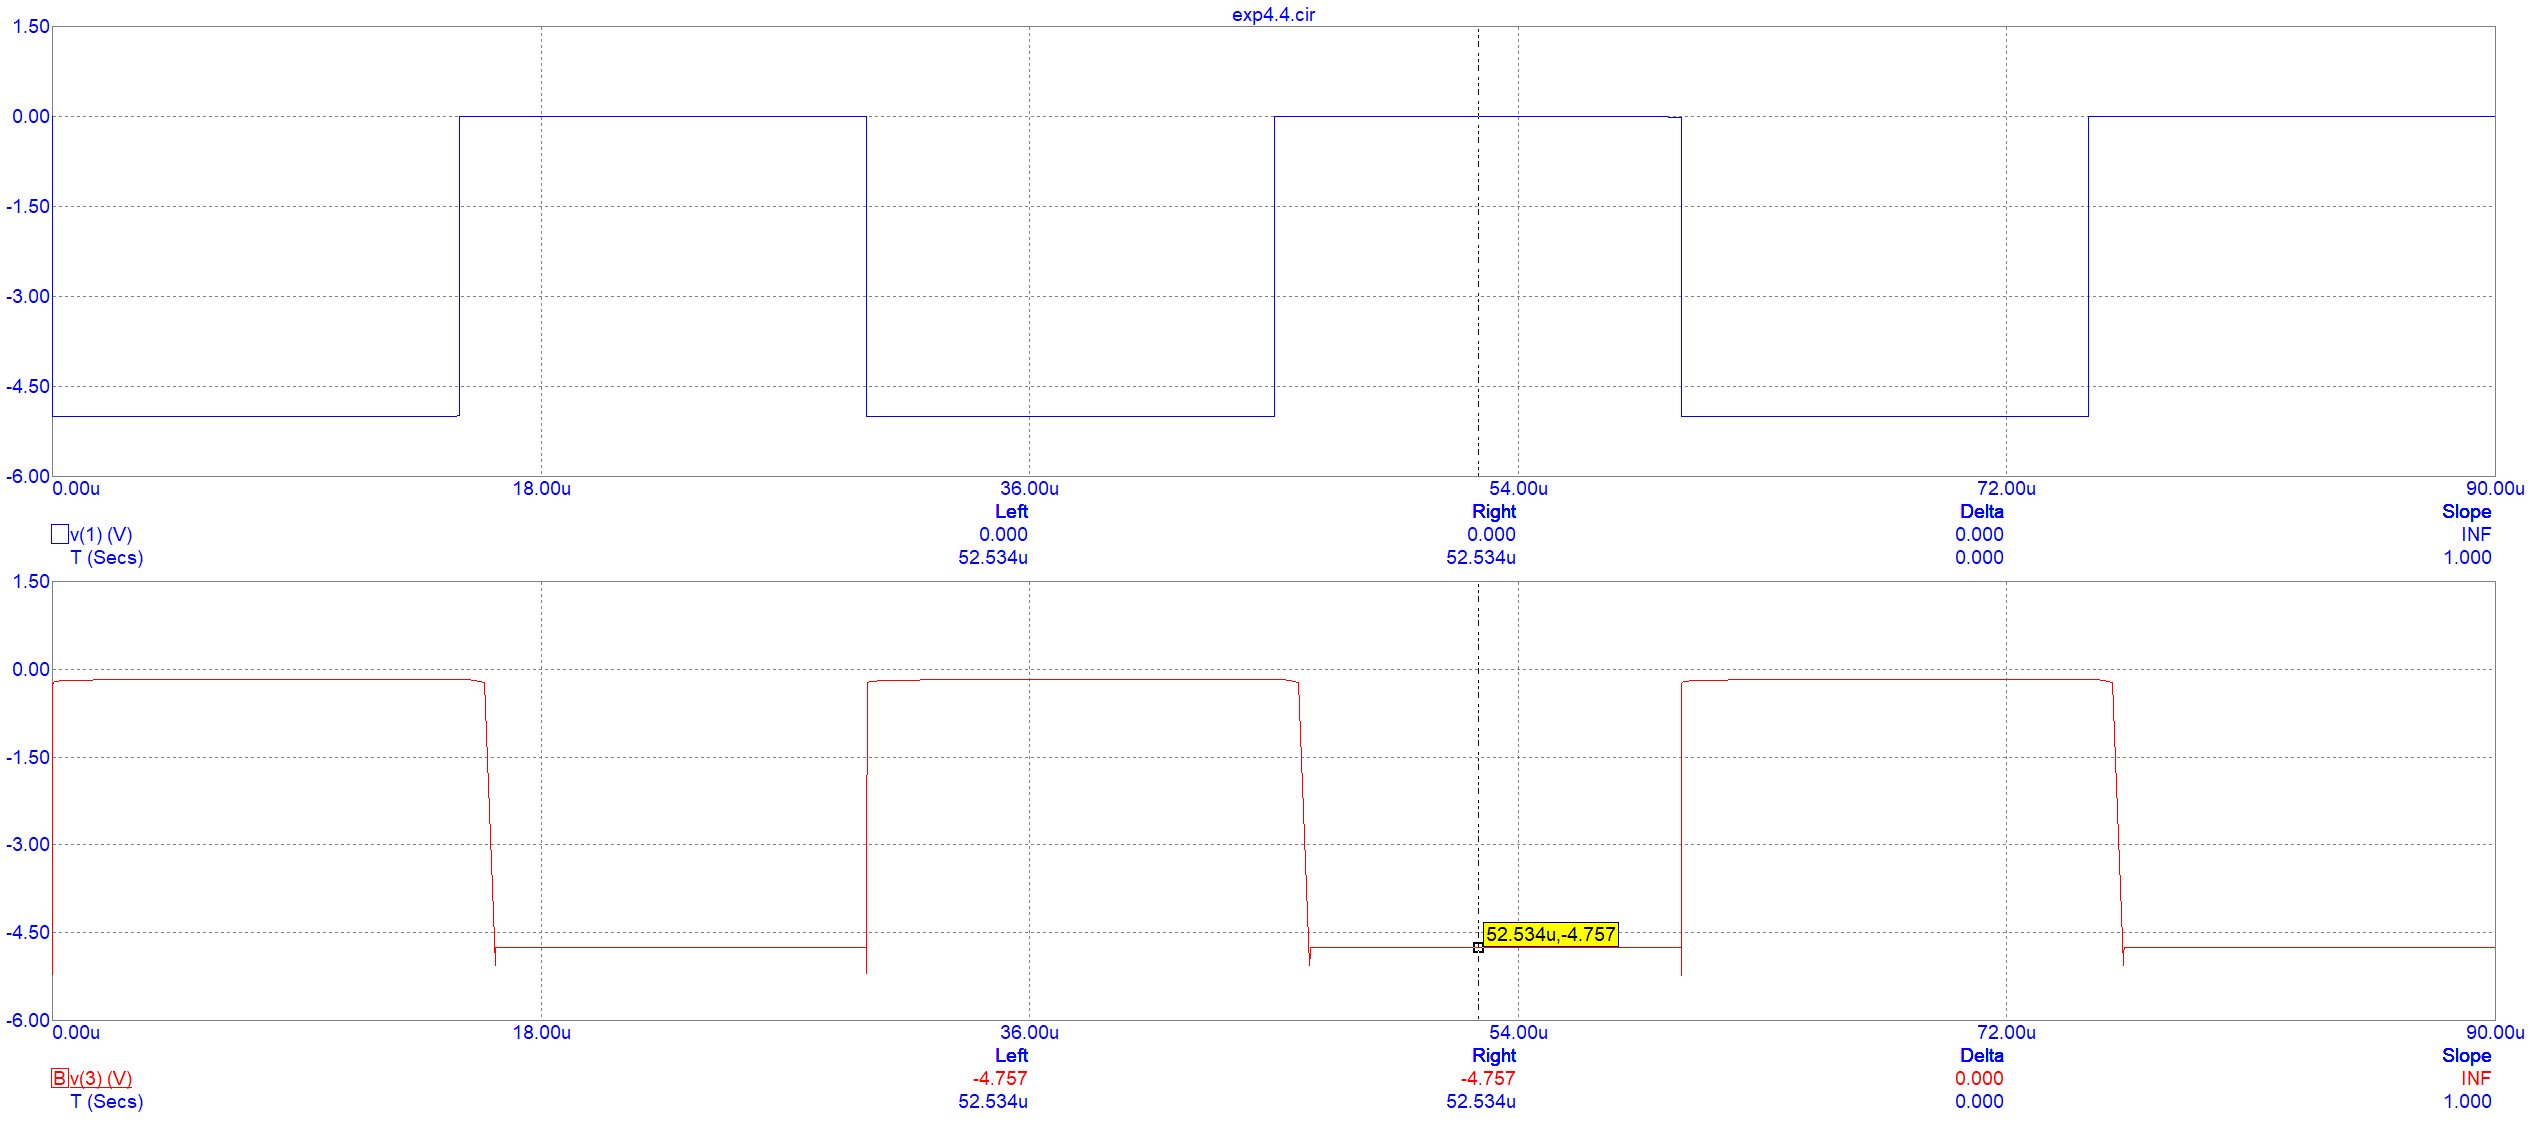 exp4.4.cir
1.50
0.00
-1.50
-3.00
-4.50
-6.00
0.00u 18.00u 36.00u 54.00u 72.00u 90.00u
Left Right Delta Slope
v(1) (V) 0.000 0.000 0.000 INF
T (Secs) 52.534u 52.534u 0.000 1.000
1.50
0.00
-1.50
-3.00
-4.50
52.534u,-4.757
-6.00
0.00u 18.00u 36.00u 54.00u 72.00u 90.00u
Left Right Delta Slope
B v(3) (V) -4.757 -4.757 0.000 INF
T (Secs) 52.534u 52.534u 0.000 1.000